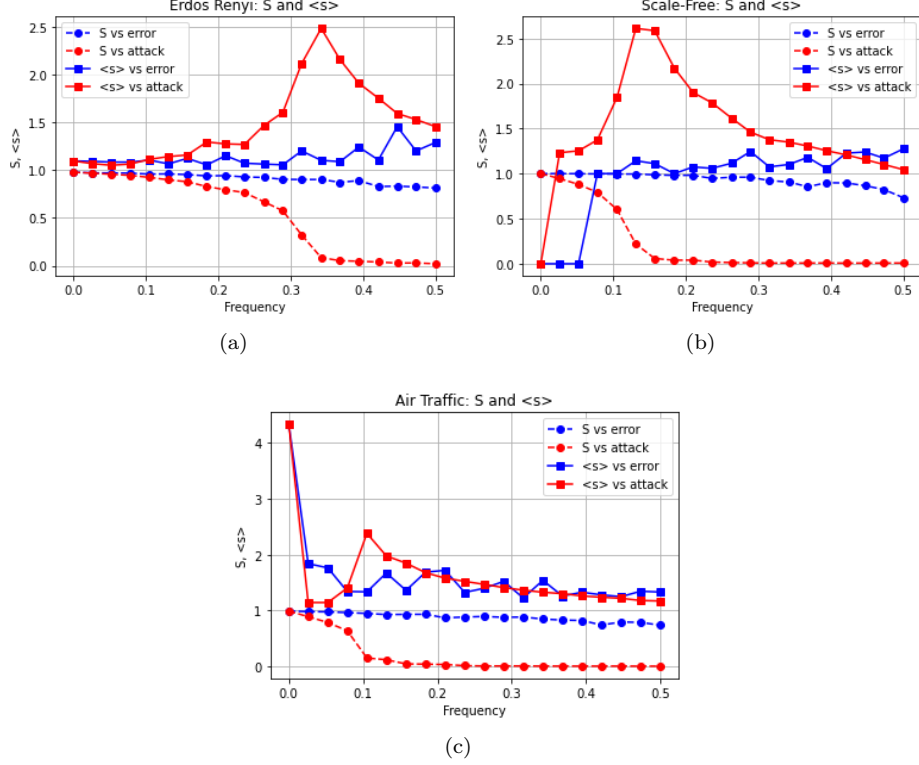 Erdos Renyi: S and <s>
S vs error
S vs attack
<s> vs error
<s> vs attack
2.5
2.0
1.5
1.0
0.5
0.0
S, <s>
0.0 0.1 0.2 0.3 0.4 0.5
Frequency
(a)
Scale-Free: S and <s>
S vs error
S vs attack
<s> vs error
<s> vs attack
2.5
2.0
1.5
1.0
0.5
0.0
S, <s>
0.0 0.1 0.2 0.3 0.4 0.5
Frequency
(b)
Air Traffic: S and <s>
S vs error
S vs attack
<s> vs error
<s> vs attack
4
3
2
1
0
S, <s>
0.0 0.1 0.2 0.3 0.4 0.5
Frequency
(c)